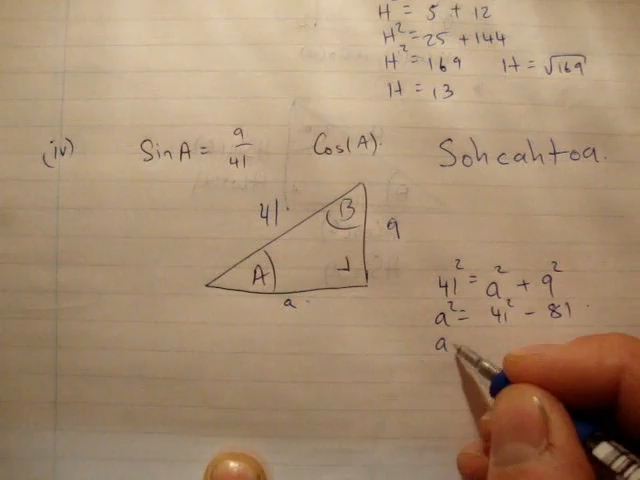 H² = 5 + 12
H² = 25 + 144
H² = 169 H = √169
H = 13
(iv) Sin A = 9/41 Cos(A). Sohcahtoa.
41 B 9
A
a
41² = a² + 9²
a² = 41² - 81
a